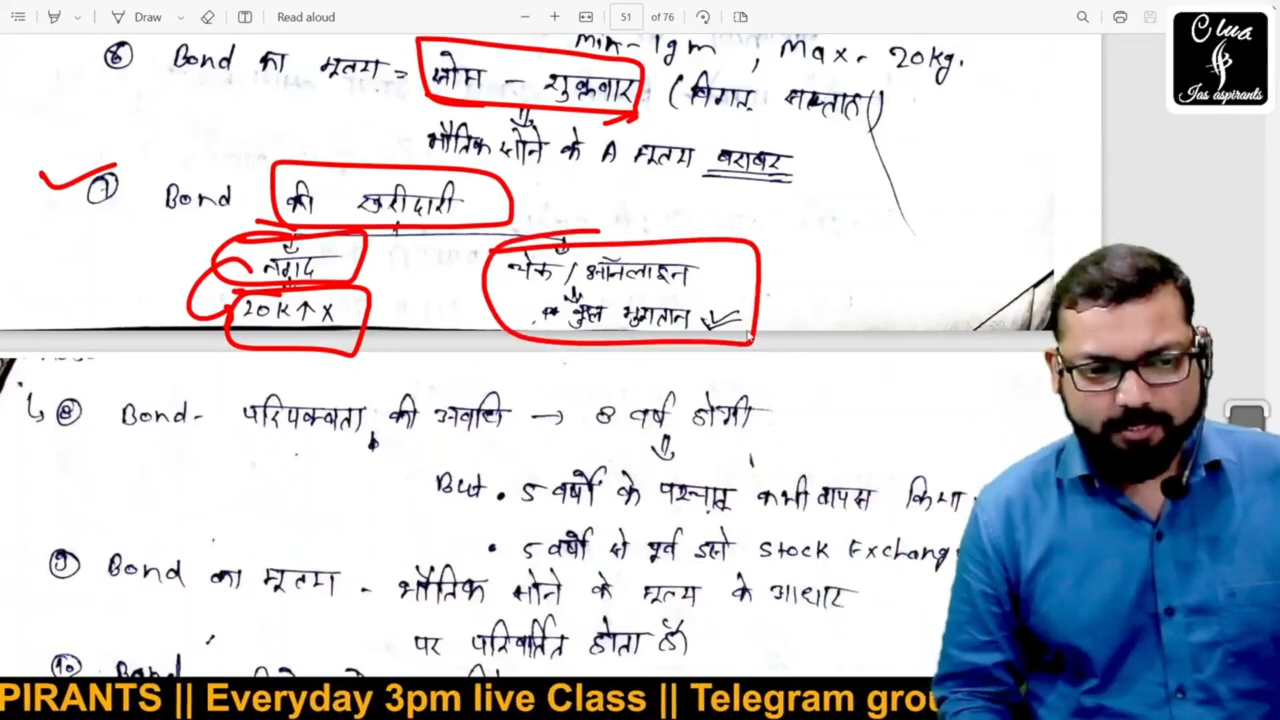 Draw
Read aloud
51 of 76
Clue
Ias aspirants
Min - 1gm , Max - 20kg.
⑥ Bond का मूल्य = सोम - शुक्रवार (विगत सप्ताह)
भौतिक सोने के A मूल्य बराबर
⑦ Bond की खरीदारी
नगद चेक / ऑनलाइन
20K↑ X भुगतान
⑧ Bond - परिपक्वता की अवधि → 8 वर्ष होगी
But • 5 वर्षों के पश्चात् कभी वापस किया
• 5 वर्षों से पूर्व इसे Stock Exchang
⑨ Bond का मूल्य - भौतिक सोने के मूल्य के आधार
पर परिवर्तित होता है
⑩ Bond
PIRANTS || Everyday 3pm live Class || Telegram grou